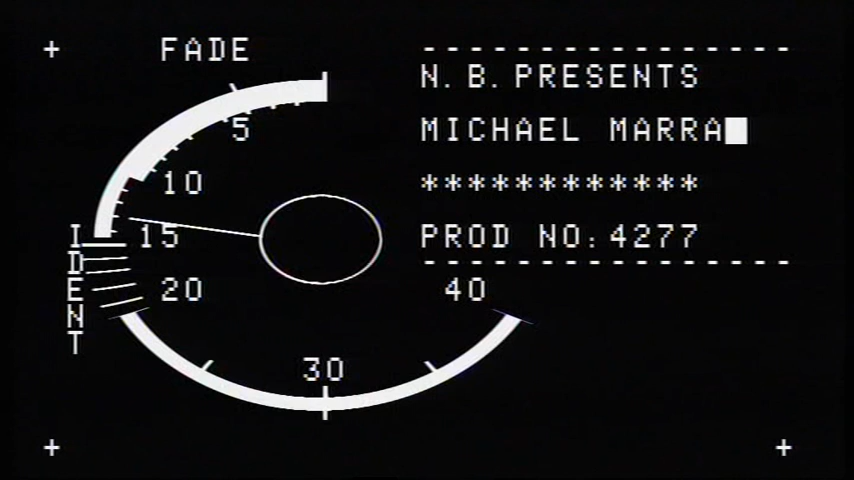 FADE
5
10
15
20
30
40
IDENT
-----------------
N.B.PRESENTS
MICHAEL MARRA
************
PROD NO:4277
-----------------